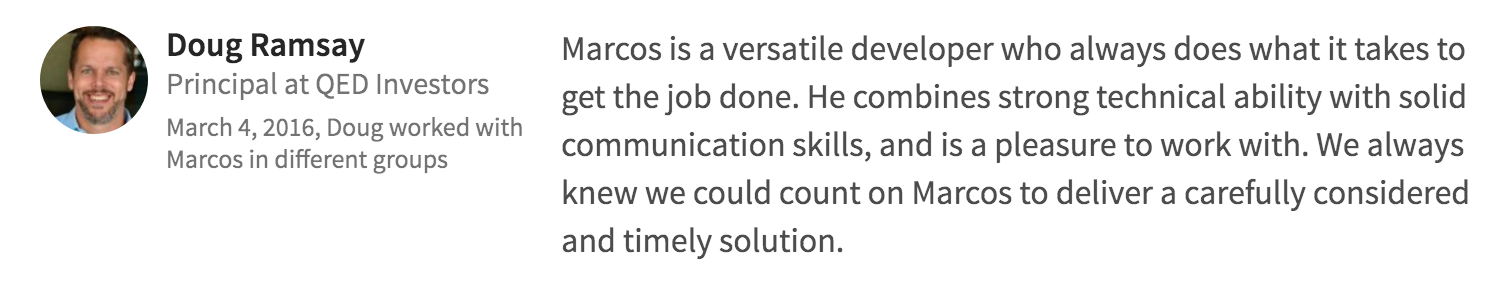 Doug Ramsay
Principal at QED Investors
March 4, 2016, Doug worked with
Marcos in different groups
Marcos is a versatile developer who always does what it takes to
get the job done. He combines strong technical ability with solid
communication skills, and is a pleasure to work with. We always
knew we could count on Marcos to deliver a carefully considered
and timely solution.